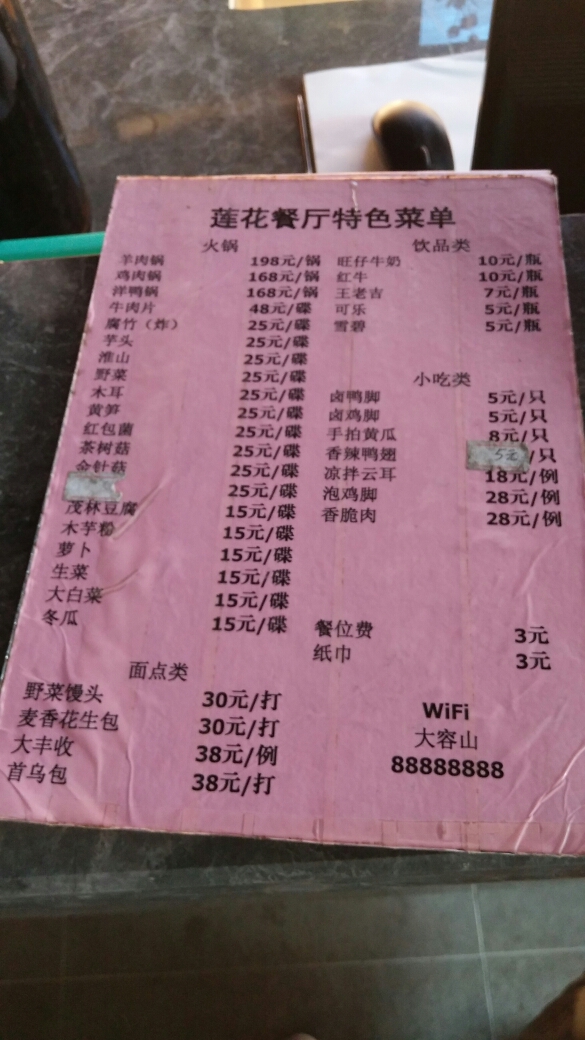 莲花餐厅特色菜单
火锅
羊肉锅 198元/锅
鸡肉锅 168元/锅
洋鸭锅 168元/锅
牛肉片 48元/碟
腐竹（炸） 25元/碟
芋头 25元/碟
淮山 25元/碟
野菜 25元/碟
木耳 25元/碟
黄笋 25元/碟
红包菌 25元/碟
茶树菇 25元/碟
金针菇 25元/碟
25元/碟
茂林豆腐 15元/碟
木芋粉 15元/碟
萝卜 15元/碟
生菜 15元/碟
大白菜 15元/碟
冬瓜 15元/碟
面点类
野菜馒头 30元/打
麦香花生包 30元/打
大丰收 38元/例
首乌包 38元/打
饮品类
旺仔牛奶 10元/瓶
红牛 10元/瓶
王老吉 7元/瓶
可乐 5元/瓶
雪碧 5元/瓶
小吃类
卤鸭脚 5元/只
卤鸡脚 5元/只
手拍黄瓜 8元/只
香辣鸭翅 5元/只
凉拌云耳 18元/例
泡鸡脚 28元/例
香脆肉 28元/例
餐位费 3元
纸巾 3元
WiFi
大容山
88888888